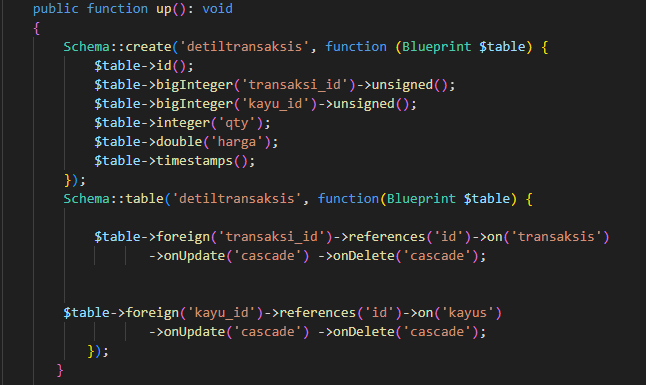 public function up(): void
{
Schema::create('detiltransaksis', function (Blueprint $table) {
$table->id();
$table->bigInteger('transaksi_id')->unsigned();
$table->bigInteger('kayu_id')->unsigned();
$table->integer('qty');
$table->double('harga');
$table->timestamps();
});
Schema::table('detiltransaksis', function(Blueprint $table) {
$table->foreign('transaksi_id')->references('id')->on('transaksis')
->onUpdate('cascade') ->onDelete('cascade');
$table->foreign('kayu_id')->references('id')->on('kayus')
->onUpdate('cascade') ->onDelete('cascade');
});
}